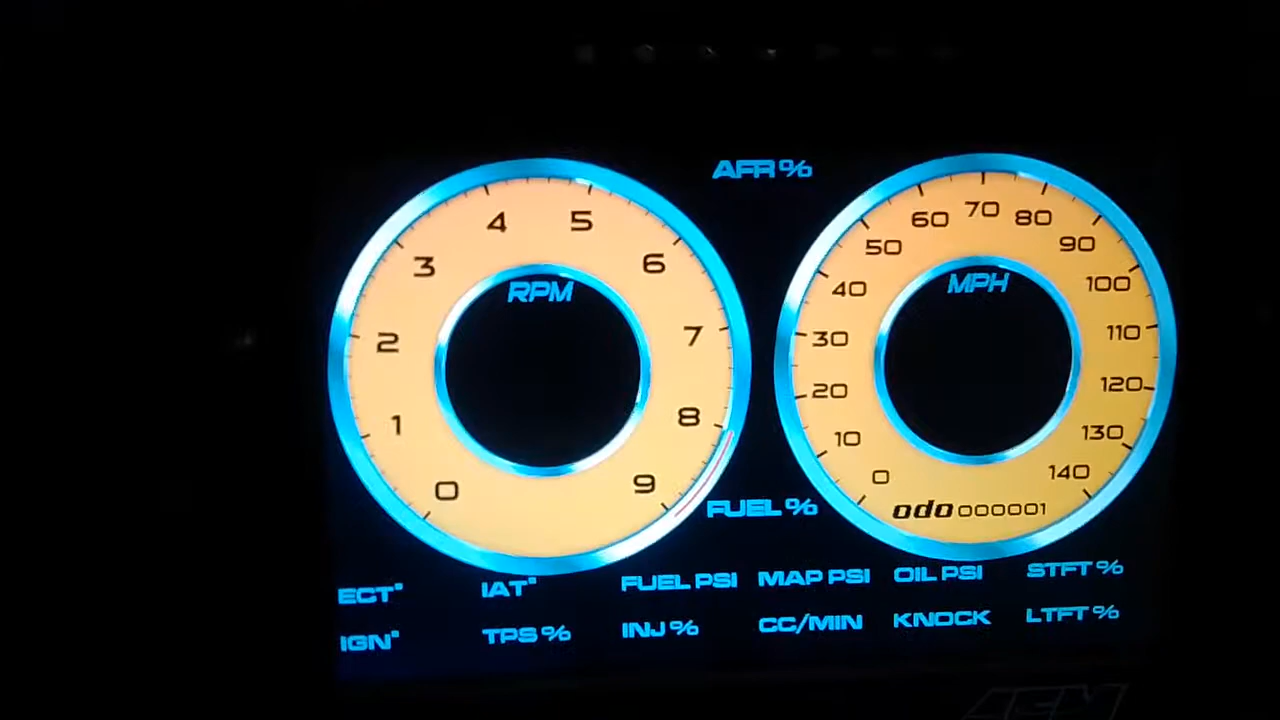 AFR %
4 5
3 6
RPM
2 7
1 8
0 9
60 70 80
50 90
40 MPH 100
30 110
20 120
10 130
0 140
odo 000001
FUEL %
ECT° IAT° FUEL PSI MAP PSI OIL PSI STFT %
IGN° TPS % INJ % CC/MIN KNOCK LTFT %
AEM